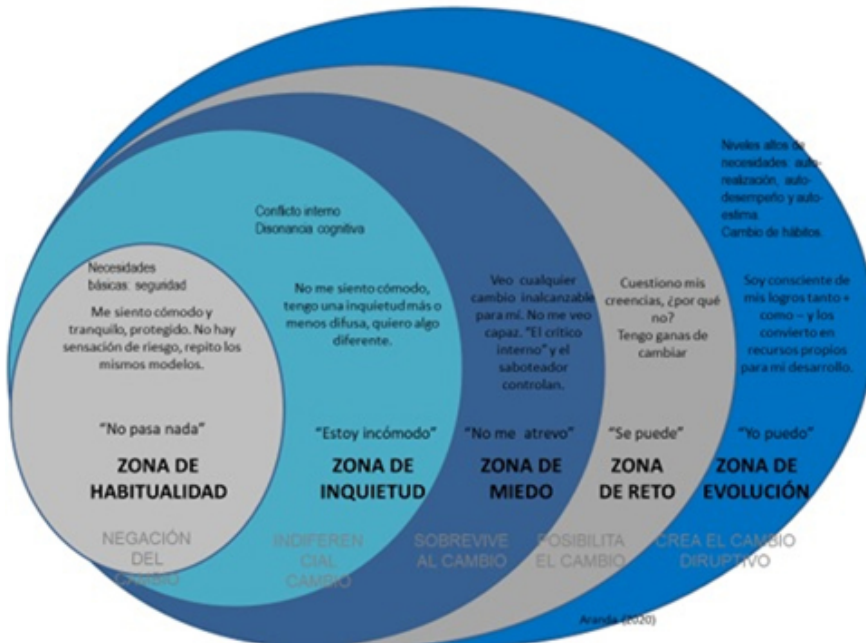 Necesidades
básicas: seguridad
Me siento cómodo y
tranquilo, protegido. No hay
sensación de riesgo, repito los
mismos modelos.
"No pasa nada"
ZONA DE
HABITUALIDAD
NEGACIÓN
DEL
CAMBIO
Conflicto interno
Disonancia cognitiva
No me siento cómodo,
tengo una inquietud más o
menos difusa, quiero algo
diferente.
"Estoy incómodo"
ZONA DE
INQUIETUD
INDIFEREN
CIAL
CAMBIO
Veo cualquier
cambio inalcanzable
para mí. No me veo
capaz. "El crítico
interno" y el
saboteador
controlan.
"No me atrevo"
ZONA DE
MIEDO
SOBREVIVE
AL CAMBIO
Cuestiono mis
creencias, ¿por qué
no?
Tengo ganas de
cambiar
"Se puede"
ZONA
DE RETO
POSIBILITA
EL CAMBIO
Niveles altos de
necesidades: auto-
realización, auto-
desempeño y auto-
estima
Cambio de hábitos.
Soy consciente de
mis logros tanto +
como – y los
convierto en
recursos propios
para mi desarrollo.
"Yo puedo"
ZONA DE
EVOLUCIÓN
CREA EL CAMBIO
DIRUPTIVO
Aranda (2020)